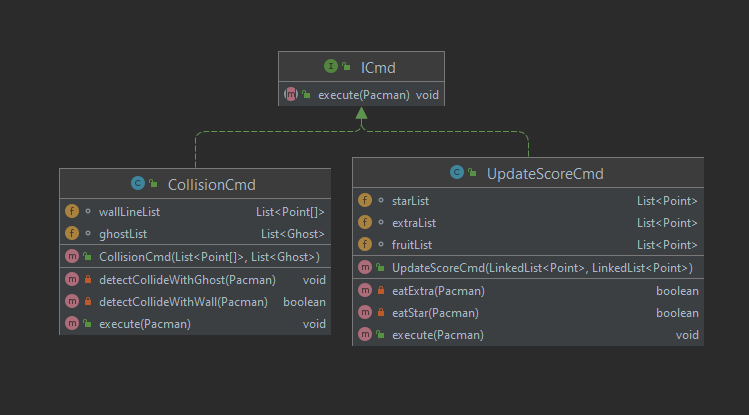 I ICmd
m execute(Pacman) void
C CollisionCmd
f wallLineList List<Point[]>
f ghostList List<Ghost>
m CollisionCmd(List<Point[]>, List<Ghost>)
m detectCollideWithGhost(Pacman) void
m detectCollideWithWall(Pacman) boolean
m execute(Pacman) void
C UpdateScoreCmd
f starList List<Point>
f extraList List<Point>
f fruitList List<Point>
m UpdateScoreCmd(LinkedList<Point>, LinkedList<Point>)
m eatExtra(Pacman) boolean
m eatStar(Pacman) boolean
m execute(Pacman) void